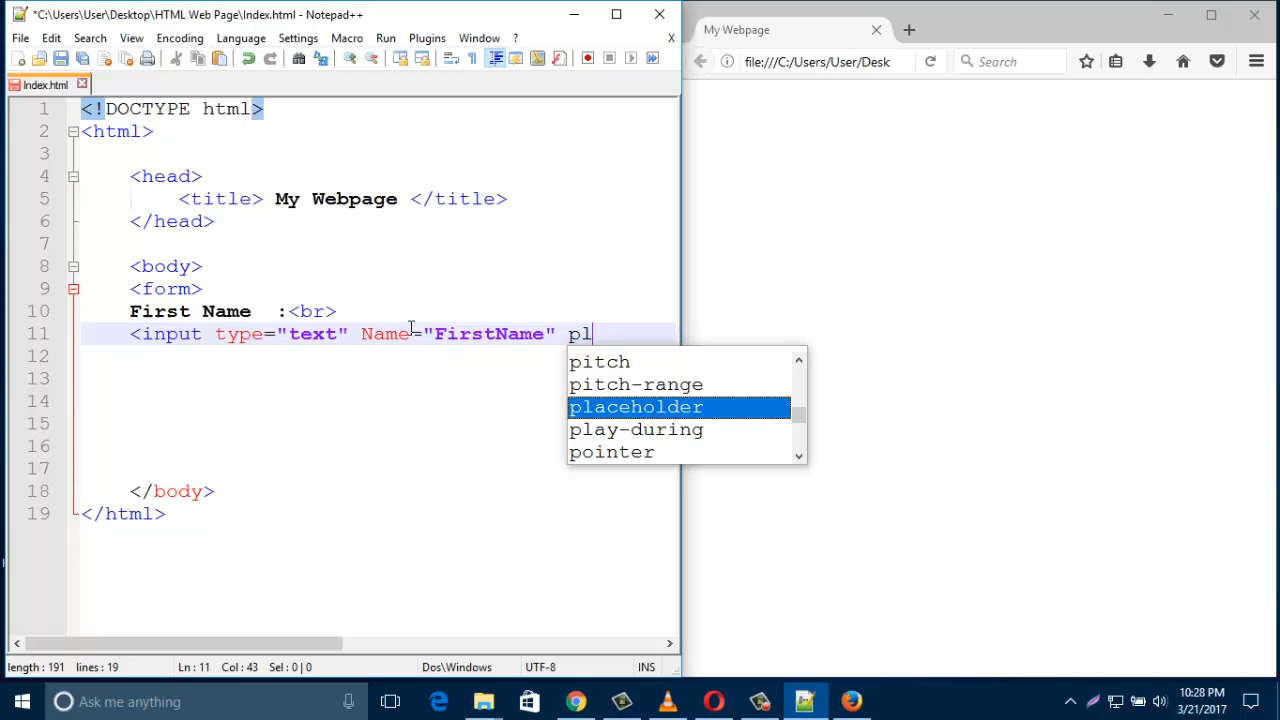 *C:\Users\User\Desktop\HTML Web Page\Index.html - Notepad++
File Edit Search View Encoding Language Settings Macro Run Plugins Window ? X
Index.html
1 <!DOCTYPE html>
2 <html>
3
4 <head>
5 <title> My Webpage </title>
6 </head>
7
8 <body>
9 <form>
10 First Name :<br>
11 <input type="text" Name="FirstName" pl
12
13
14
15
16
17
18 </body>
19 </html>
pitch
pitch-range
placeholder
play-during
pointer
length : 191 lines : 19 Ln : 11 Col : 43 Sel : 0 | 0 Dos\Windows UTF-8 INS
My Webpage
file:///C:/Users/User/Desk
Search
Ask me anything
10:28 PM
3/21/2017